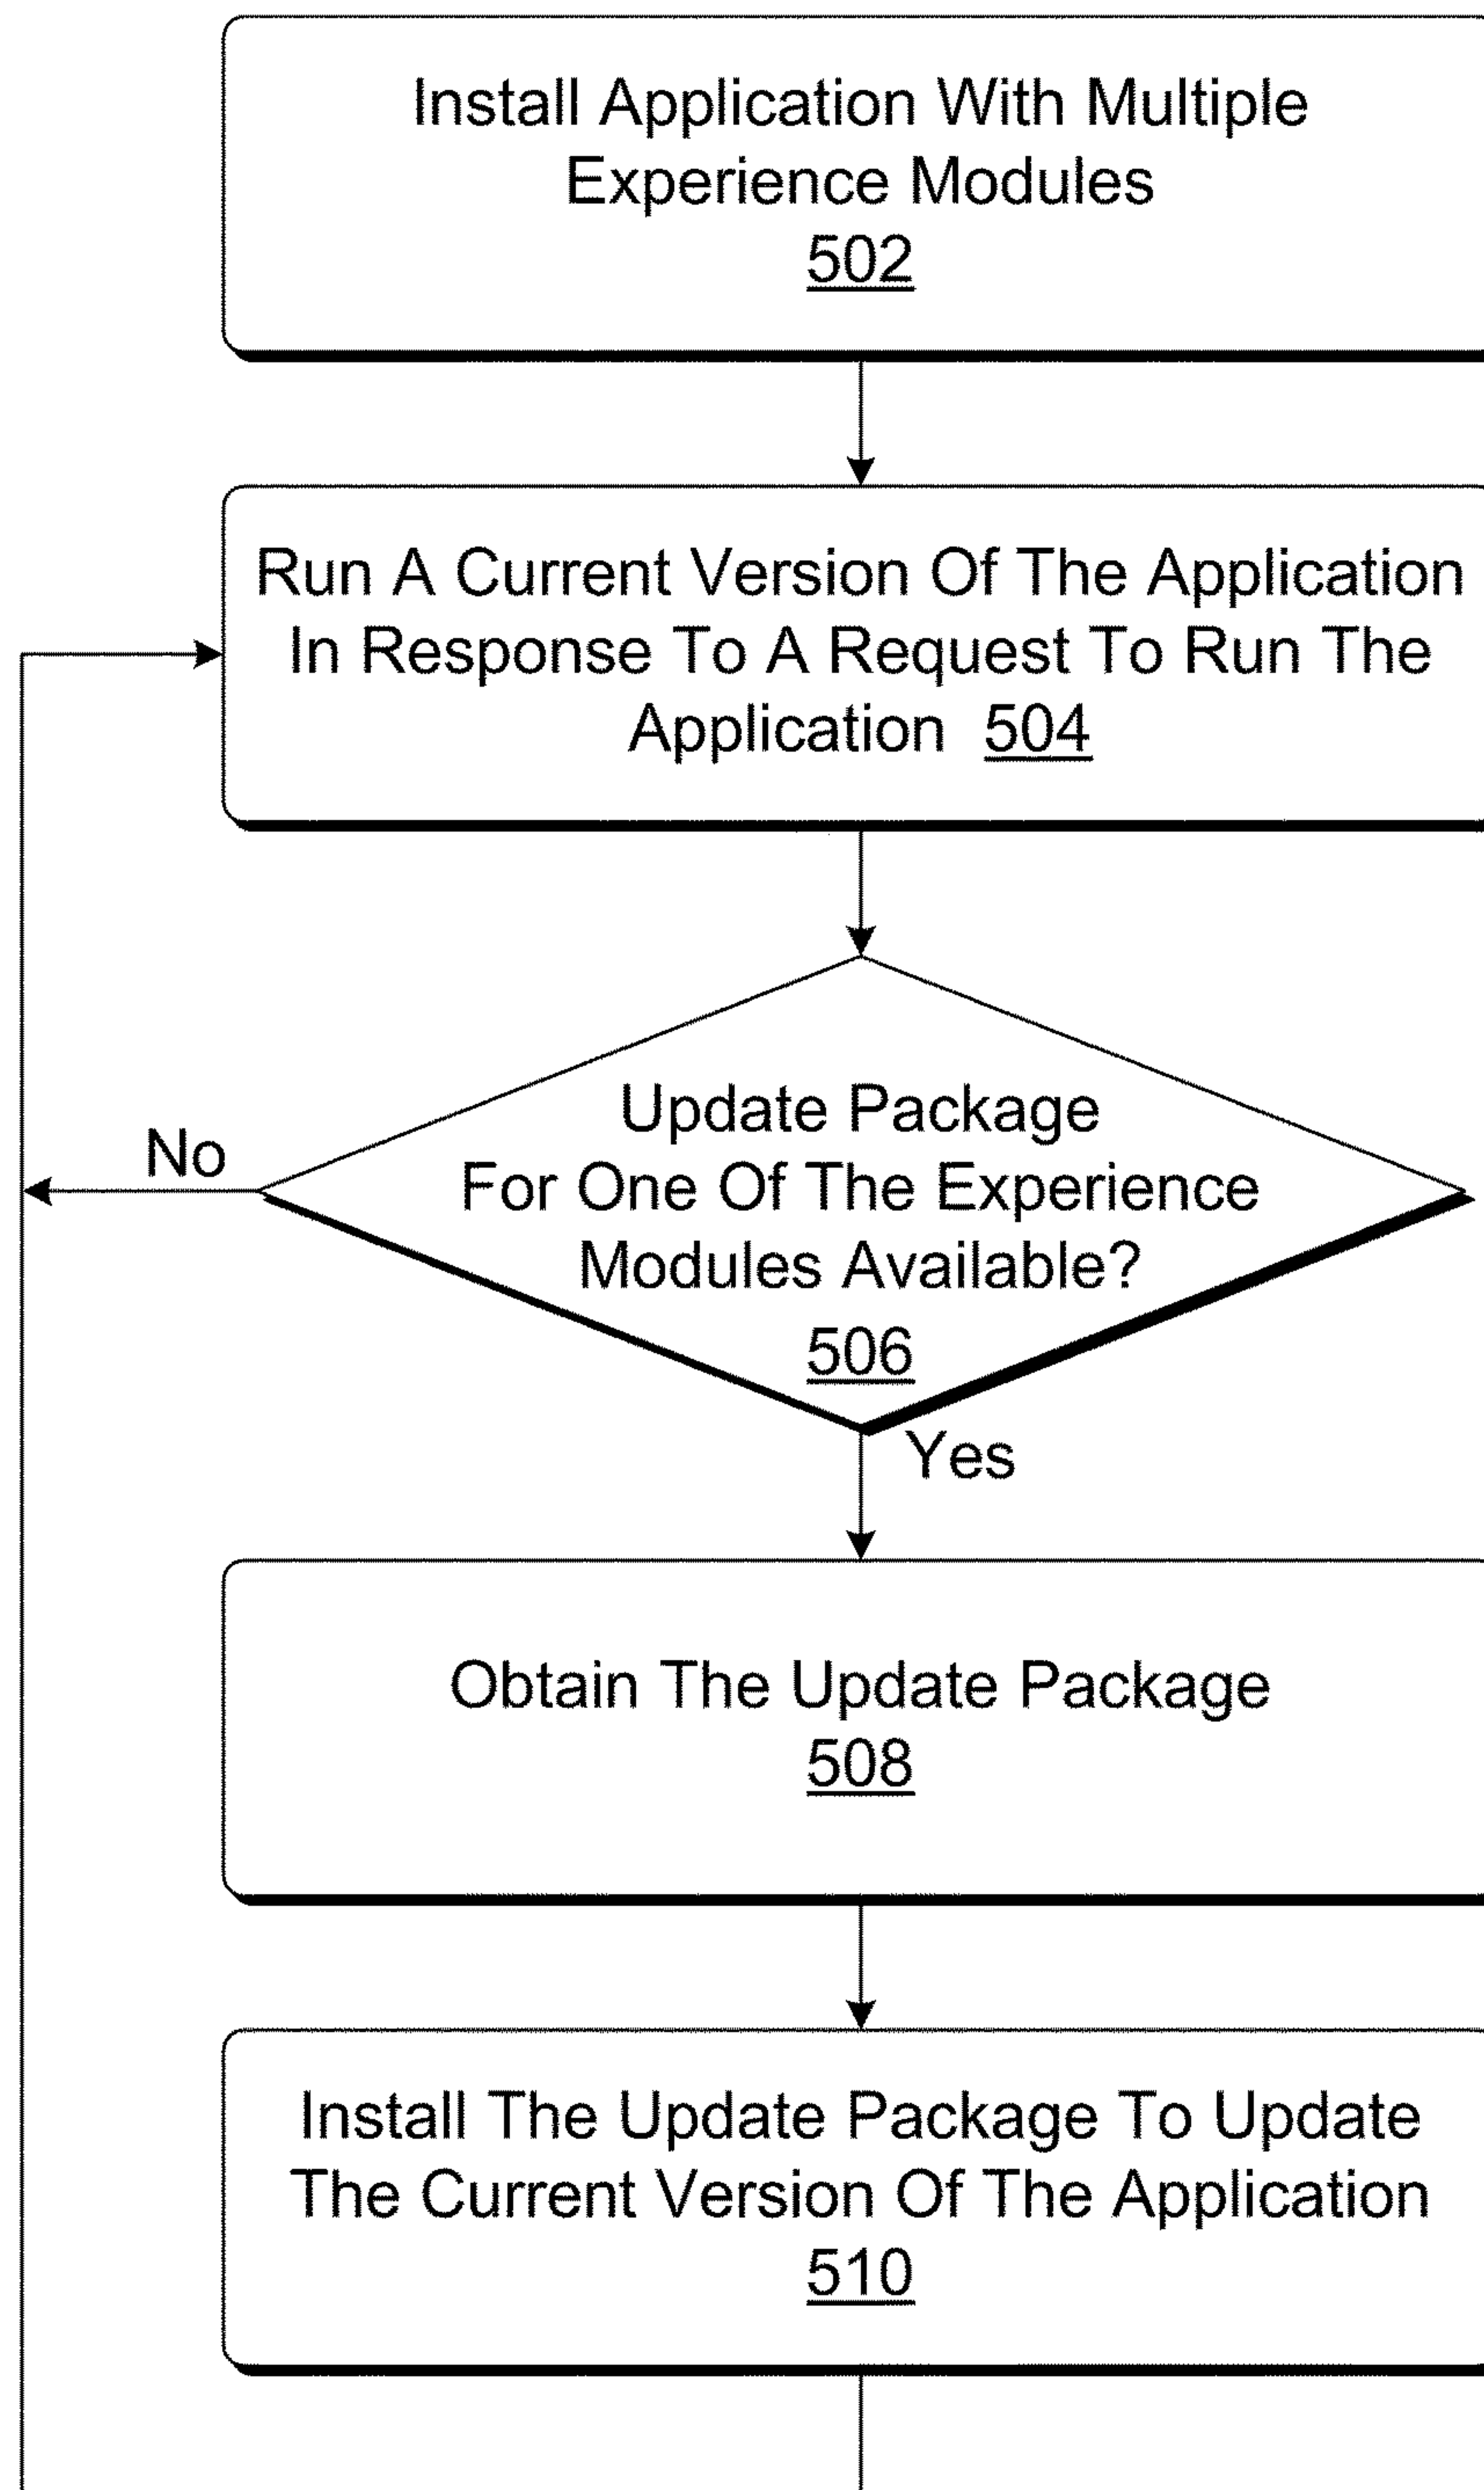 Install Application With Multiple
Experience Modules
502
Run A Current Version Of The Application
In Response To A Request To Run The
Application 504
Update Package
For One Of The Experience
Modules Available?
506
No
Yes
Obtain The Update Package
508
Install The Update Package To Update
The Current Version Of The Application
510